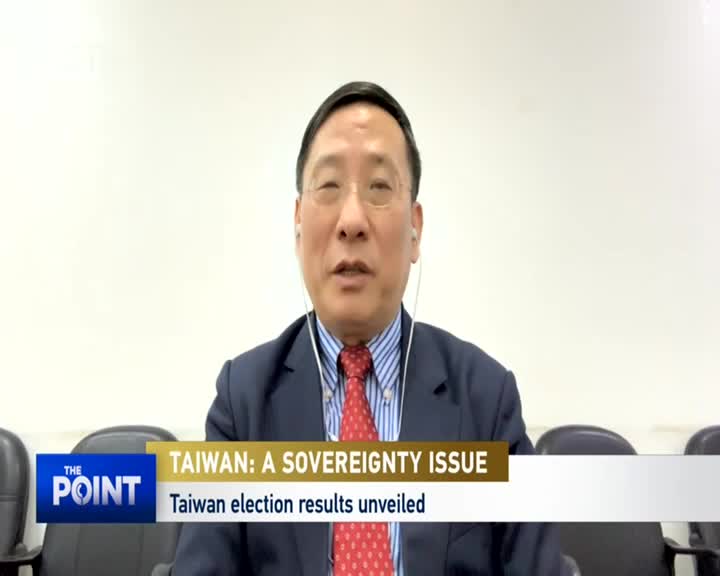 TAIWAN: A SOVEREIGNTY ISSUE
THE
POINT
Taiwan election results unveiled